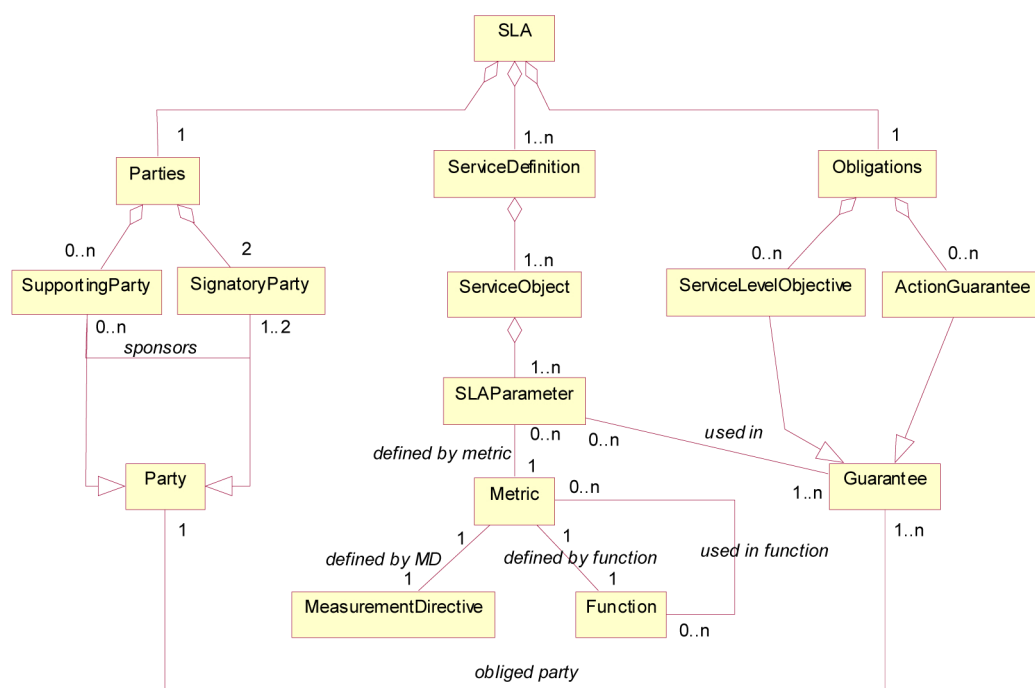 SLA
1
1..n
1
Parties
ServiceDefinition
Obligations
0..n
2
1..n
0..n
0..n
SupportingParty
SignatoryParty
ServiceObject
ServiceLevelObjective
ActionGuarantee
0..n
1..2
sponsors
1..n
SLAParameter
0..n
0..n
used in
defined by metric
1
Party
Metric
0..n
Guarantee
1..n
1
1
1
1..n
defined by MD
defined by function
used in function
1
1
MeasurementDirective
Function
0..n
obliged party